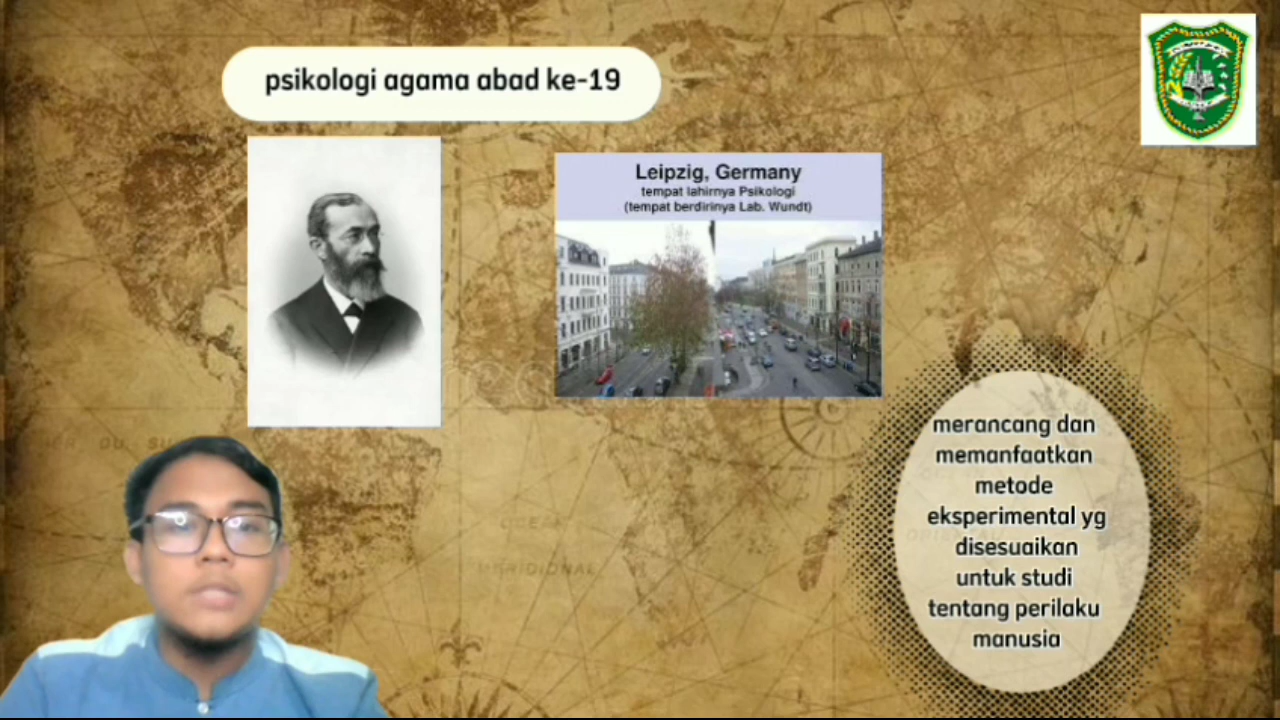 psikologi agama abad ke-19
Leipzig, Germany
tempat lahirnya Psikologi
(tempat berdirinya Lab. Wundt)
merancang dan
memanfaatkan
metode
eksperimental yg
disesuaikan
untuk studi
tentang perilaku
manusia